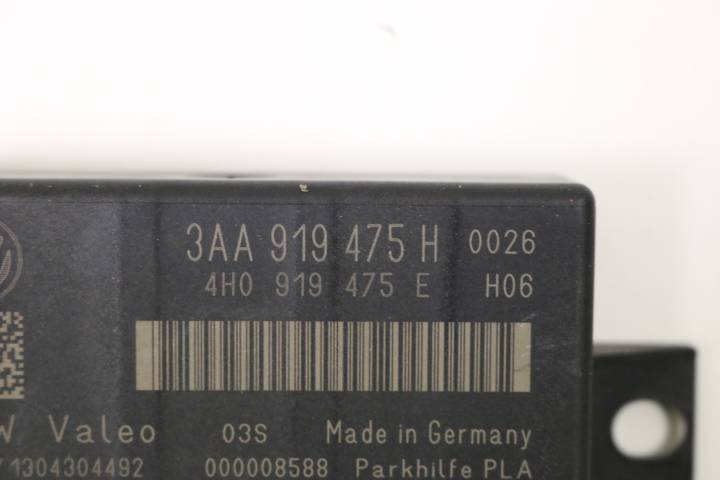 3AA 919 475 H 0026
4H0 919 475 E H06
W Valeo 03S Made in Germany
1304304492 000008588 Parkhilfe PLA